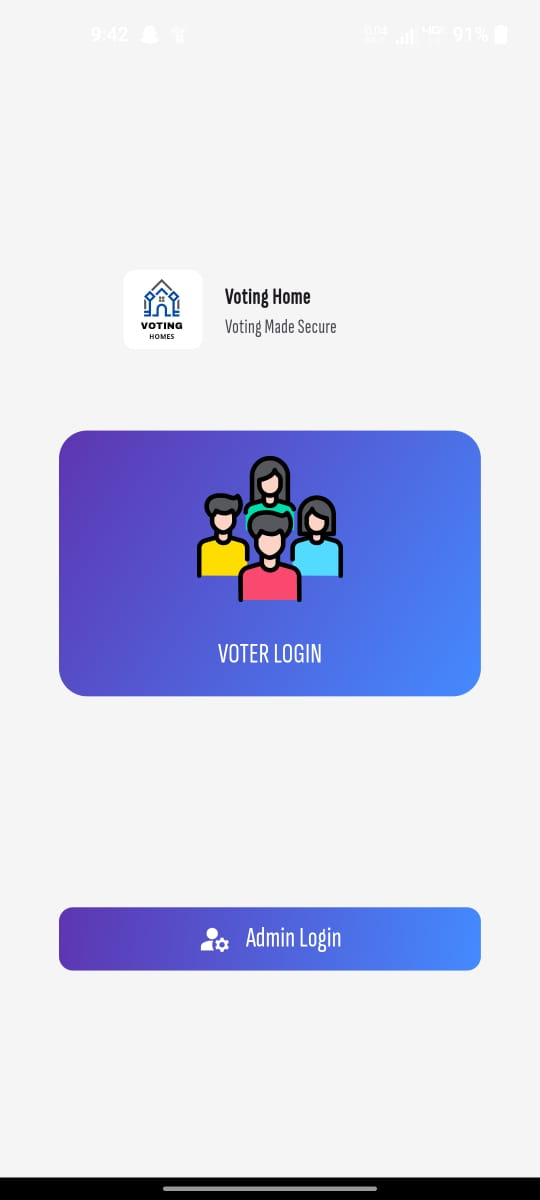 9:42
91%
VOTING
HOMES
Voting Home
Voting Made Secure
VOTER LOGIN
Admin Login